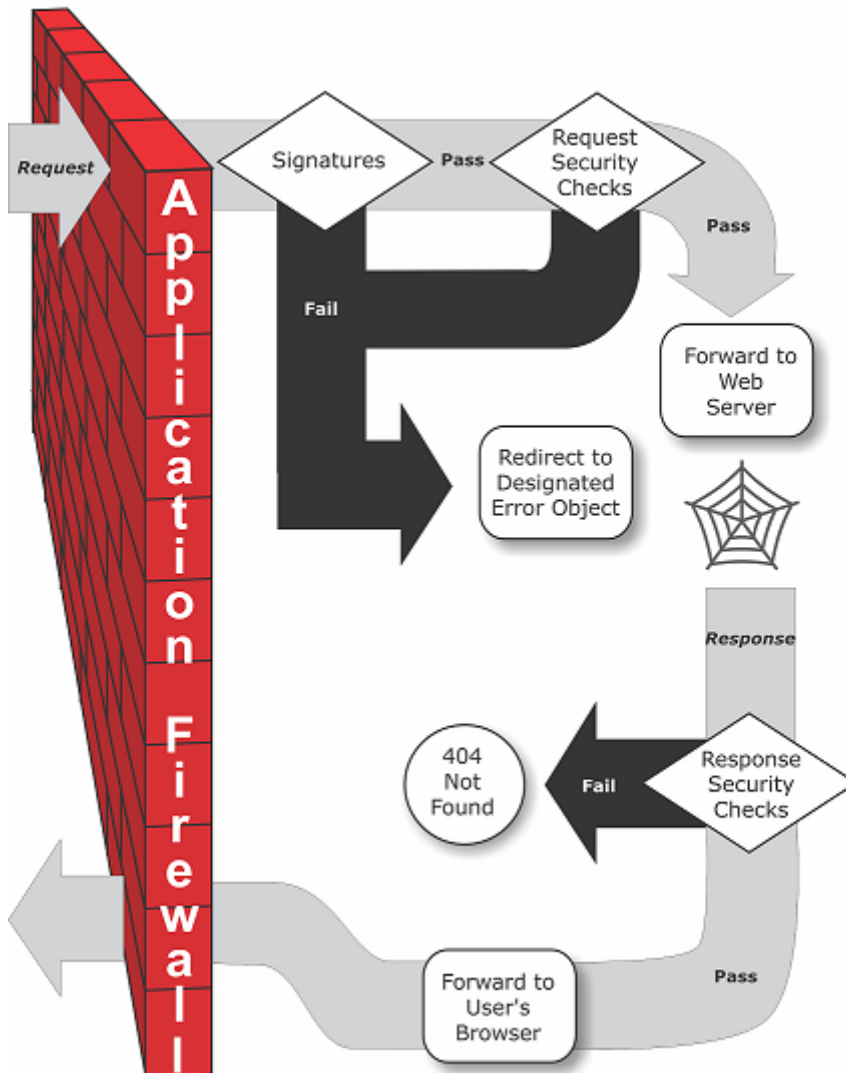 Request
Application Firewall
Signatures
Pass
Request
Security
Checks
Pass
Fail
Forward to
Web
Server
Redirect to
Designated
Error Object
Response
404
Not
Found
Fail
Response
Security
Checks
Forward to
User's
Browser
Pass